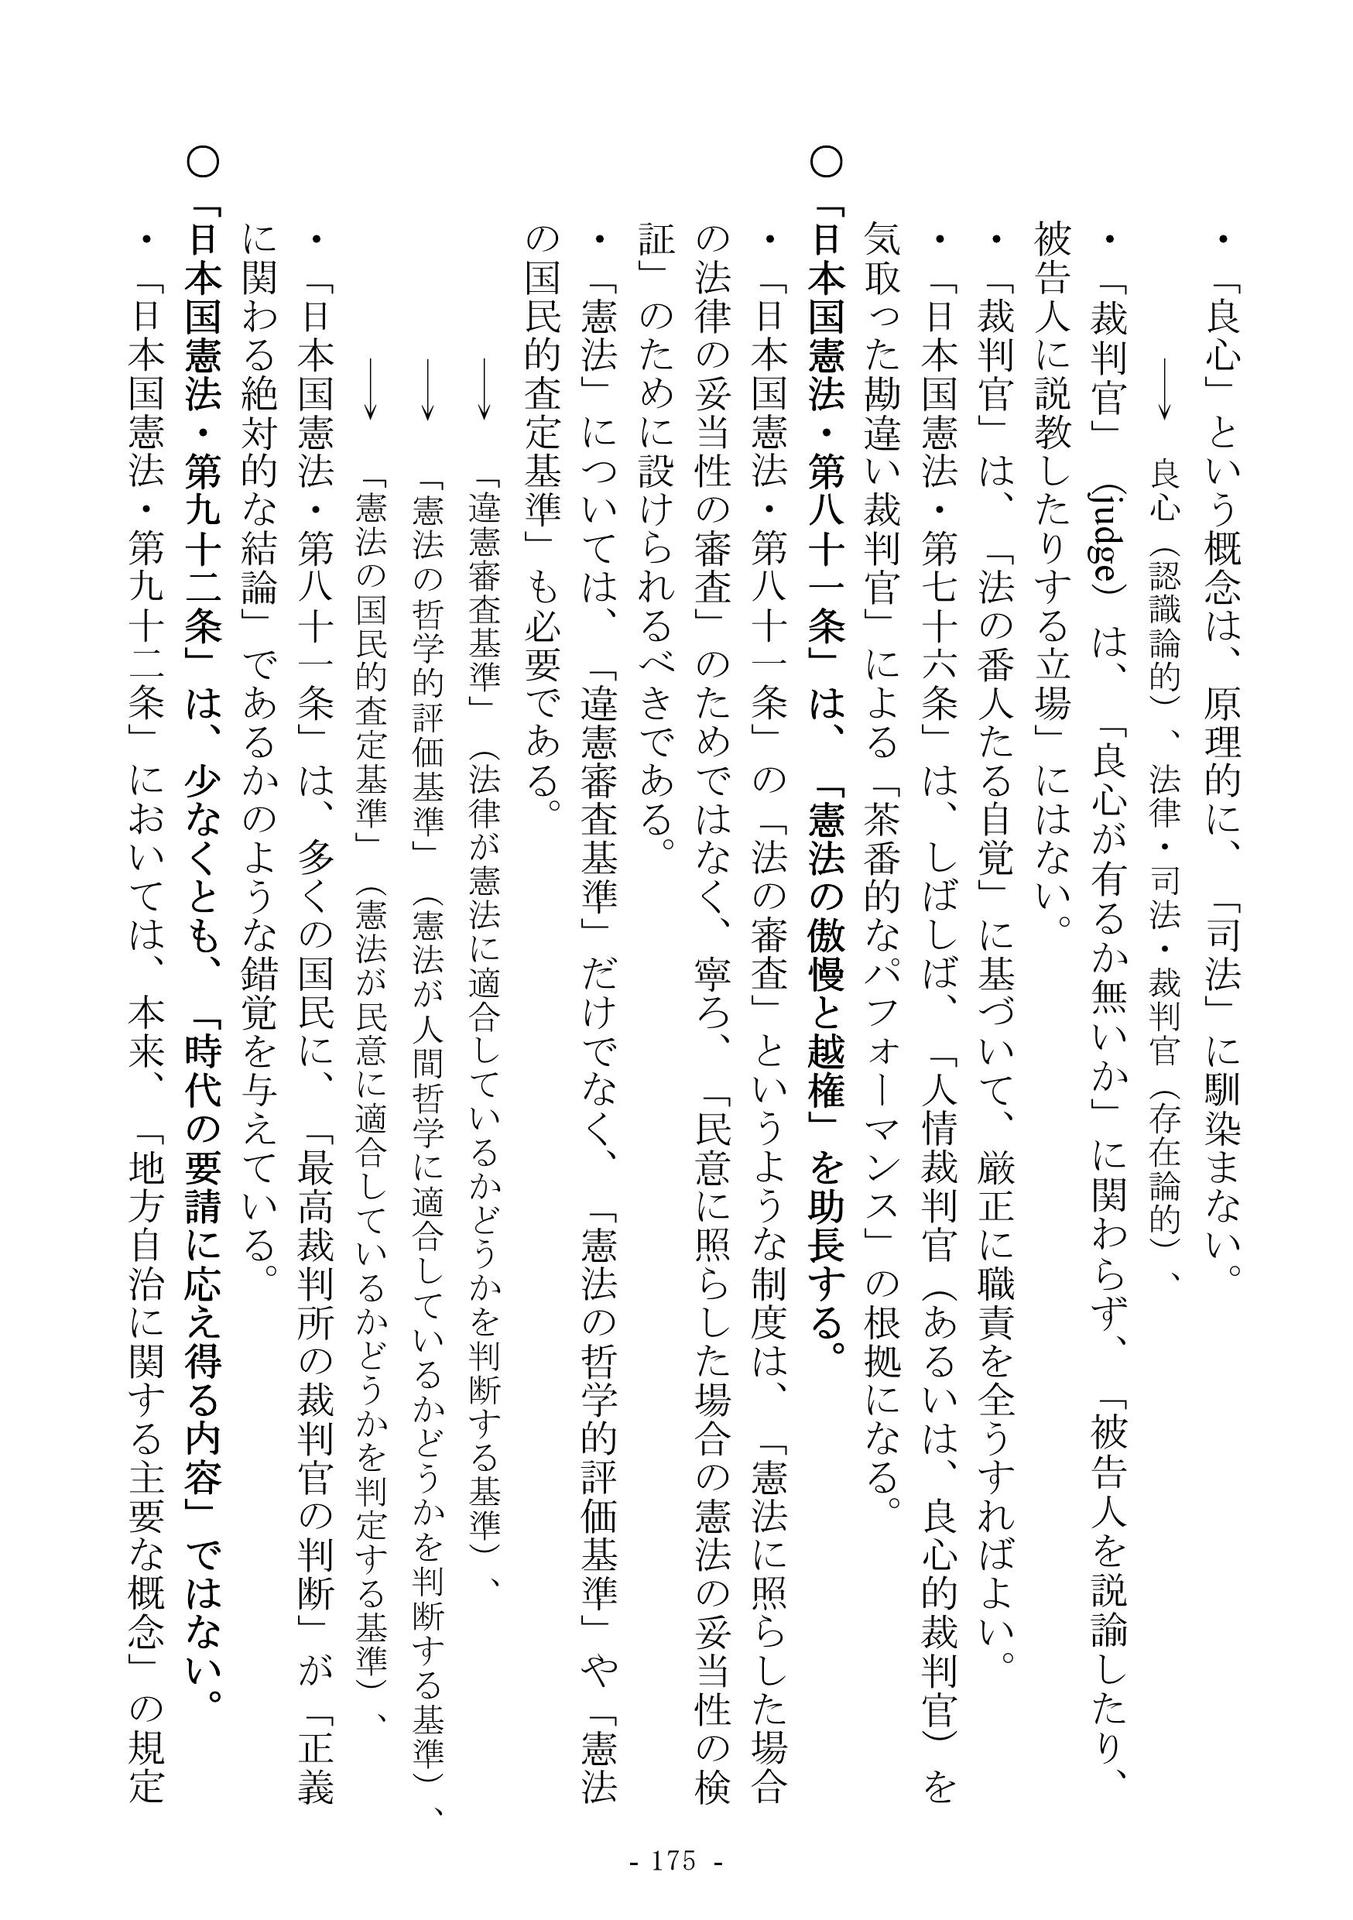 ・「良心」という概念は、原理的に、「司法」に馴染まない。
→ 良心（認識論的）、法律・司法・裁判官（存在論的）、
・「裁判官」（judge）は、「良心が有るか無いか」に関わらず、「被告人を説諭したり、
被告人に説教したりする立場」にはない。
・「裁判官」は、「法の番人たる自覚」に基づいて、厳正に職責を全うすればよい。
・「日本国憲法・第七十六条」は、しばしば、「人情裁判官（あるいは、良心的裁判官）を
気取った勘違い裁判官」による「茶番的なパフォーマンス」の根拠になる。
○「日本国憲法・第八十一条」は、「憲法の傲慢と越権」を助長する。
・「日本国憲法・第八十一条」の「法の審査」というような制度は、「憲法に照らした場合
の法律の妥当性の審査」のためではなく、寧ろ、「民意に照らした場合の憲法の妥当性の検
証」のために設けられるべきである。
・「憲法」については、「違憲審査基準」だけでなく、「憲法の哲学的評価基準」や「憲法
の国民的査定基準」も必要である。
→ 「違憲審査基準」（法律が憲法に適合しているかどうかを判断する基準）、
→ 「憲法の哲学的評価基準」（憲法が人間哲学に適合しているかどうかを判断する基準）、
→ 「憲法の国民的査定基準」（憲法が民意に適合しているかどうかを判定する基準）、
・「日本国憲法・第八十一条」は、多くの国民に、「最高裁判所の裁判官の判断」が「正義
に関わる絶対的な結論」であるかのような錯覚を与えている。
○「日本国憲法・第九十二条」は、少なくとも、「時代の要請に応え得る内容」ではない。
・「日本国憲法・第九十二条」においては、本来、「地方自治に関する主要な概念」の規定
- 175 -